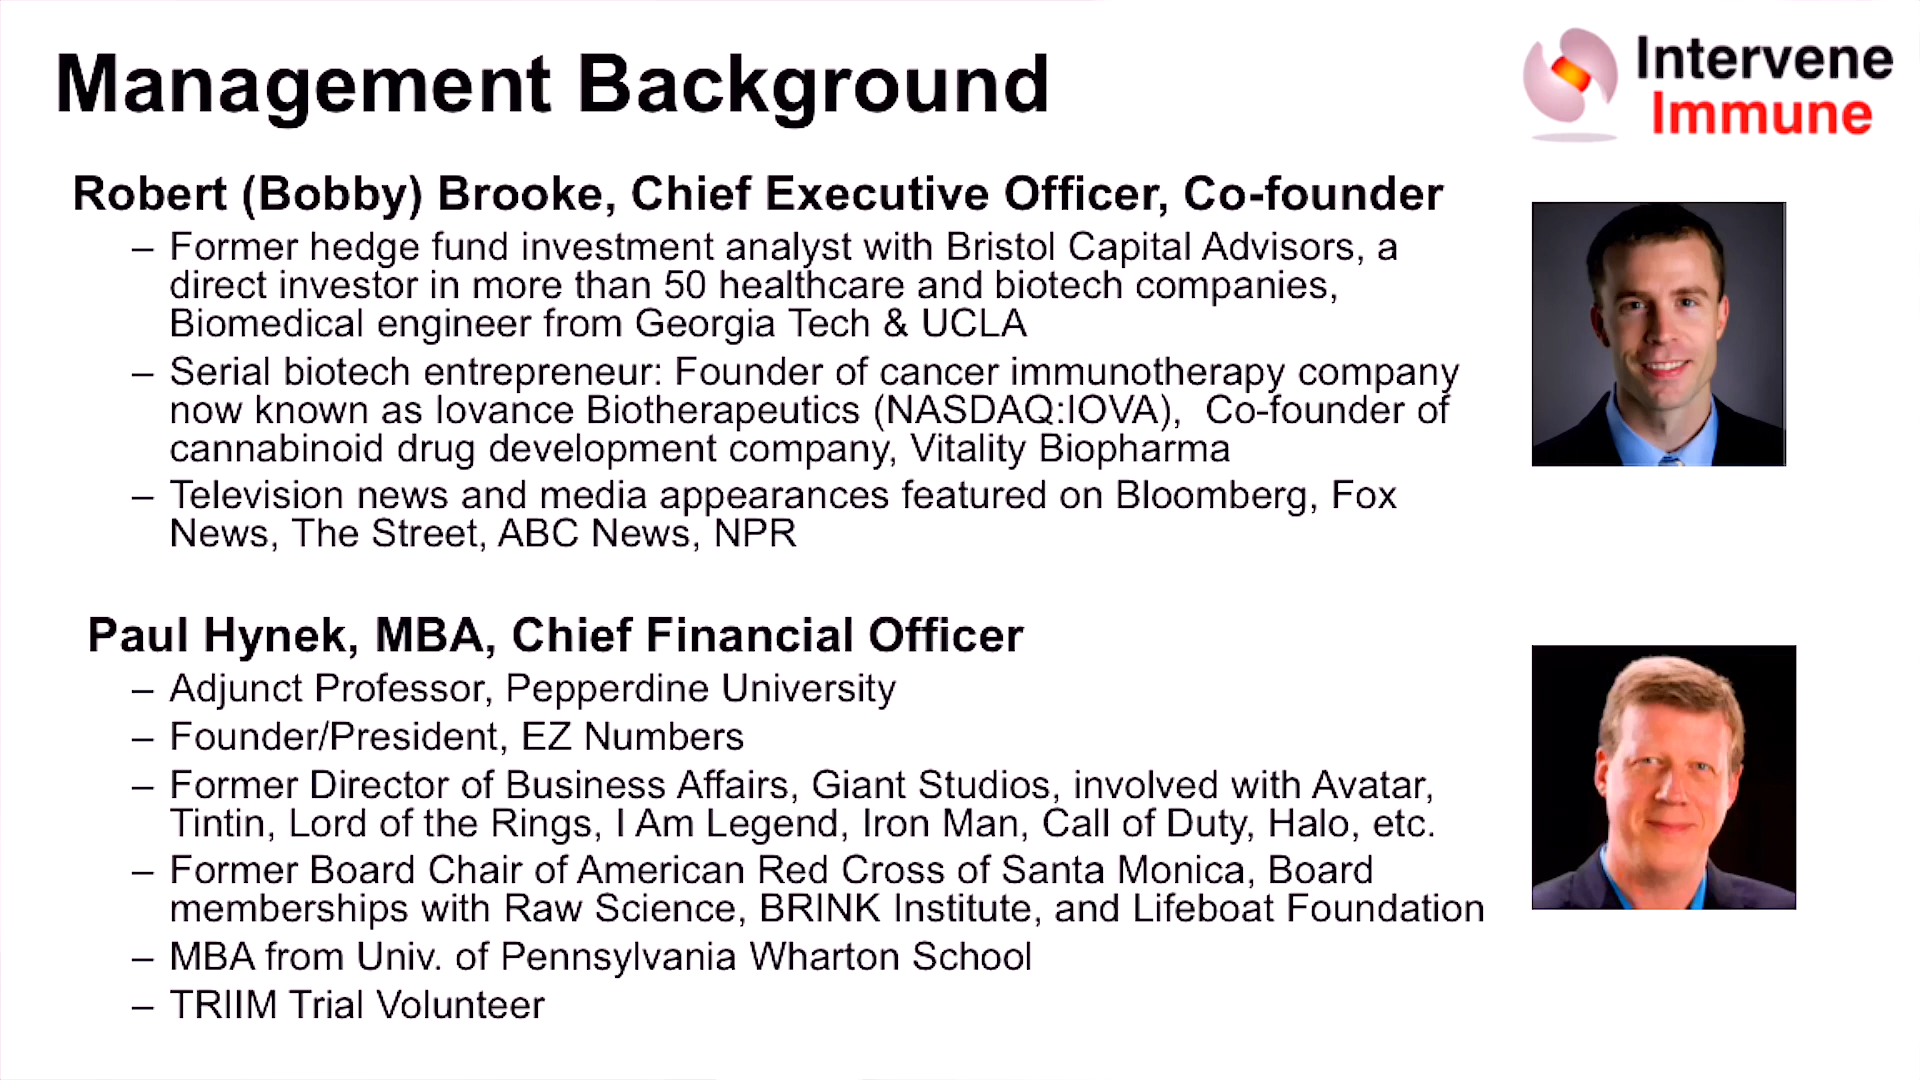 Management Background
Intervene
Immune
Robert (Bobby) Brooke, Chief Executive Officer, Co-founder
– Former hedge fund investment analyst with Bristol Capital Advisors, a
direct investor in more than 50 healthcare and biotech companies,
Biomedical engineer from Georgia Tech & UCLA
– Serial biotech entrepreneur: Founder of cancer immunotherapy company
now known as Iovance Biotherapeutics (NASDAQ:IOVA), Co-founder of
cannabinoid drug development company, Vitality Biopharma
– Television news and media appearances featured on Bloomberg, Fox
News, The Street, ABC News, NPR
Paul Hynek, MBA, Chief Financial Officer
– Adjunct Professor, Pepperdine University
– Founder/President, EZ Numbers
– Former Director of Business Affairs, Giant Studios, involved with Avatar,
Tintin, Lord of the Rings, I Am Legend, Iron Man, Call of Duty, Halo, etc.
– Former Board Chair of American Red Cross of Santa Monica, Board
memberships with Raw Science, BRINK Institute, and Lifeboat Foundation
– MBA from Univ. of Pennsylvania Wharton School
– TRIIM Trial Volunteer